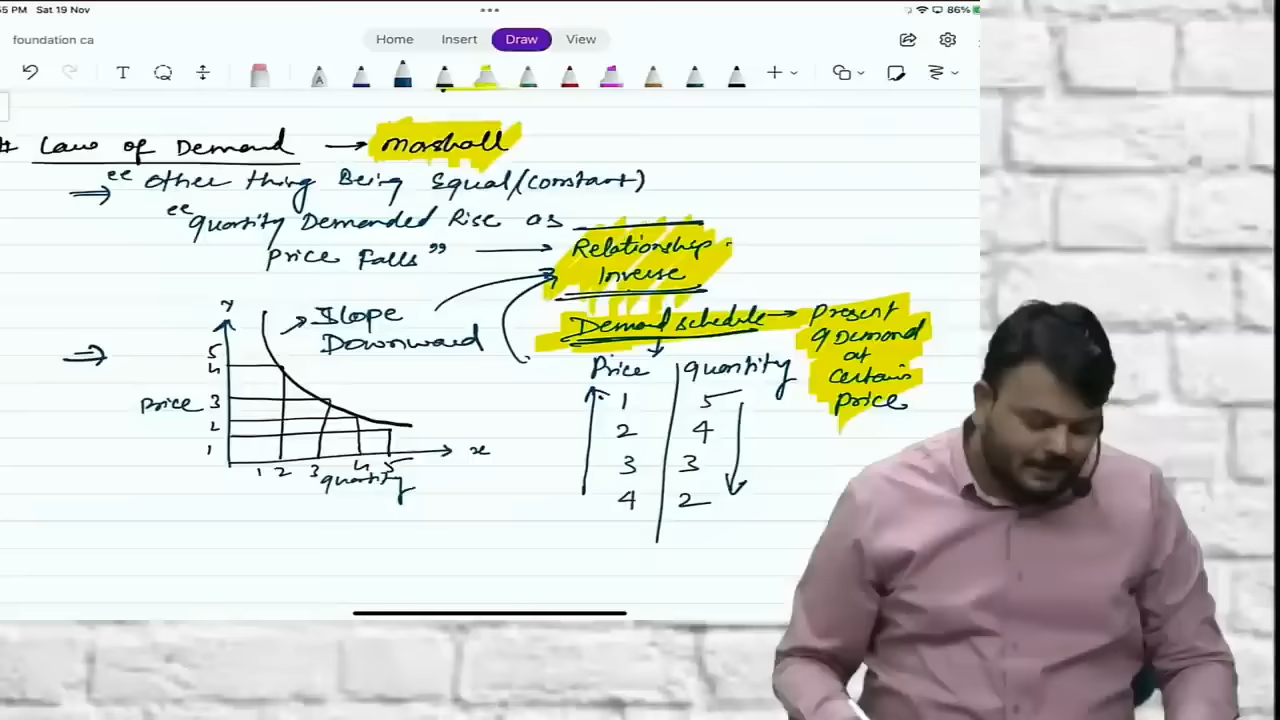 55 PM Sat 19 Nov
86%
foundation ca
Home Insert Draw View
# Law of Demand → Marshall
⇒ "Other thing Being Equal/(constant)
"quantity Demanded Rise as
Price Falls" → Relationship
Inverse
Slope
Downward
Demand schedule → Present
q Demand
at
certain
price
Price quantity
1 5
2 4
3 3
4 2
y
5
4
3
2
1
Price
1 2 3 4 5
x
quantity